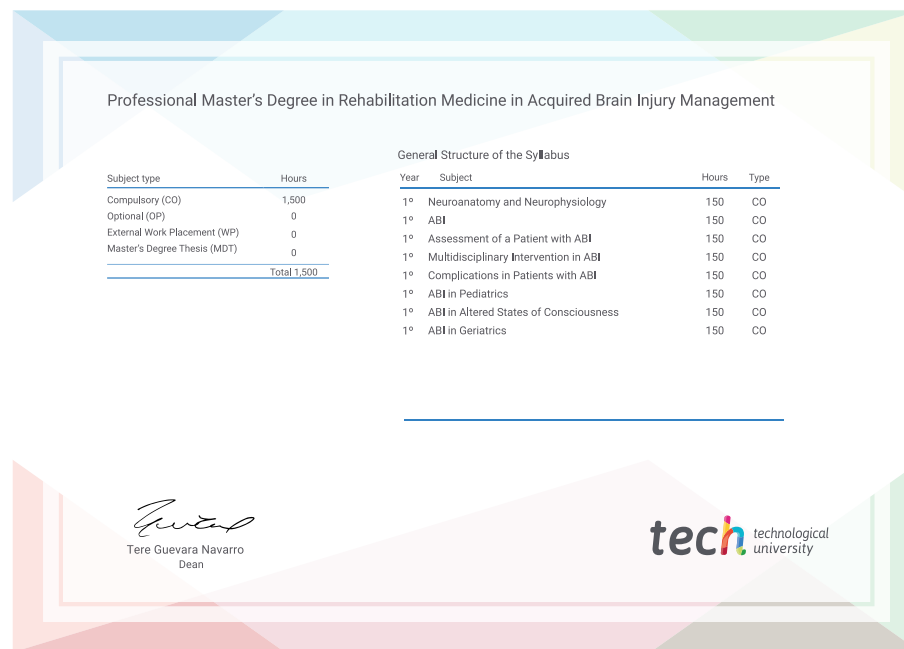 Professional Master's Degree in Rehabilitation Medicine in Acquired Brain Injury Management
Subject type Hours
Compulsory (CO) 1,500
Optional (OP) 0
External Work Placement (WP) 0
Master's Degree Thesis (MDT) 0
Total 1,500
General Structure of the Syllabus
Year Subject Hours Type
1º Neuroanatomy and Neurophysiology 150 CO
1º ABI 150 CO
1º Assessment of a Patient with ABI 150 CO
1º Multidisciplinary Intervention in ABI 150 CO
1º Complications in Patients with ABI 150 CO
1º ABI in Pediatrics 150 CO
1º ABI in Altered States of Consciousness 150 CO
1º ABI in Geriatrics 150 CO
Tere Guevara Navarro
Dean
tech technological
university